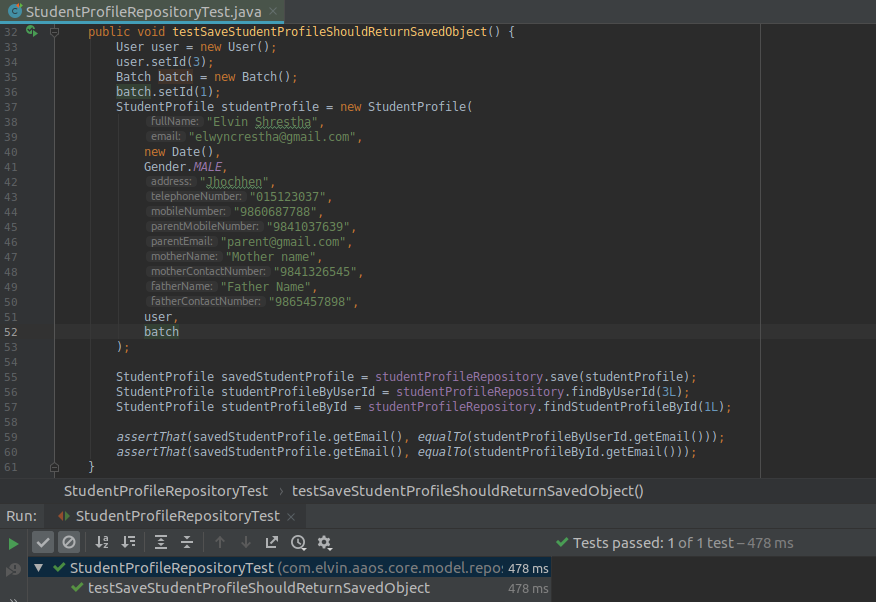 StudentProfileRepositoryTest.java ×
32 public void testSaveStudentProfileShouldReturnSavedObject() {
33 User user = new User();
34 user.setId(3);
35 Batch batch = new Batch();
36 batch.setId(1);
37 StudentProfile studentProfile = new StudentProfile(
38 fullName: "Elvin Shrestha",
39 email: "elwyncrestha@gmail.com",
40 new Date(),
41 Gender.MALE,
42 address: "Jhochhen",
43 telephoneNumber: "015123037",
44 mobileNumber: "9860687788",
45 parentMobileNumber: "9841037639",
46 parentEmail: "parent@gmail.com",
47 motherName: "Mother name",
48 motherContactNumber: "9841326545",
49 fatherName: "Father Name",
50 fatherContactNumber: "9865457898",
51 user,
52 batch
53 );
54
55 StudentProfile savedStudentProfile = studentProfileRepository.save(studentProfile);
56 StudentProfile studentProfileByUserId = studentProfileRepository.findByUserId(3L);
57 StudentProfile studentProfileById = studentProfileRepository.findStudentProfileById(1L);
58
59 assertThat(savedStudentProfile.getEmail(), equalTo(studentProfileByUserId.getEmail()));
60 assertThat(savedStudentProfile.getEmail(), equalTo(studentProfileById.getEmail()));
61 }
StudentProfileRepositoryTest › testSaveStudentProfileShouldReturnSavedObject()
Run: StudentProfileRepositoryTest ×
Tests passed: 1 of 1 test – 478 ms
StudentProfileRepositoryTest (com.elvin.aaos.core.model.repos 478 ms
testSaveStudentProfileShouldReturnSavedObject 478 ms